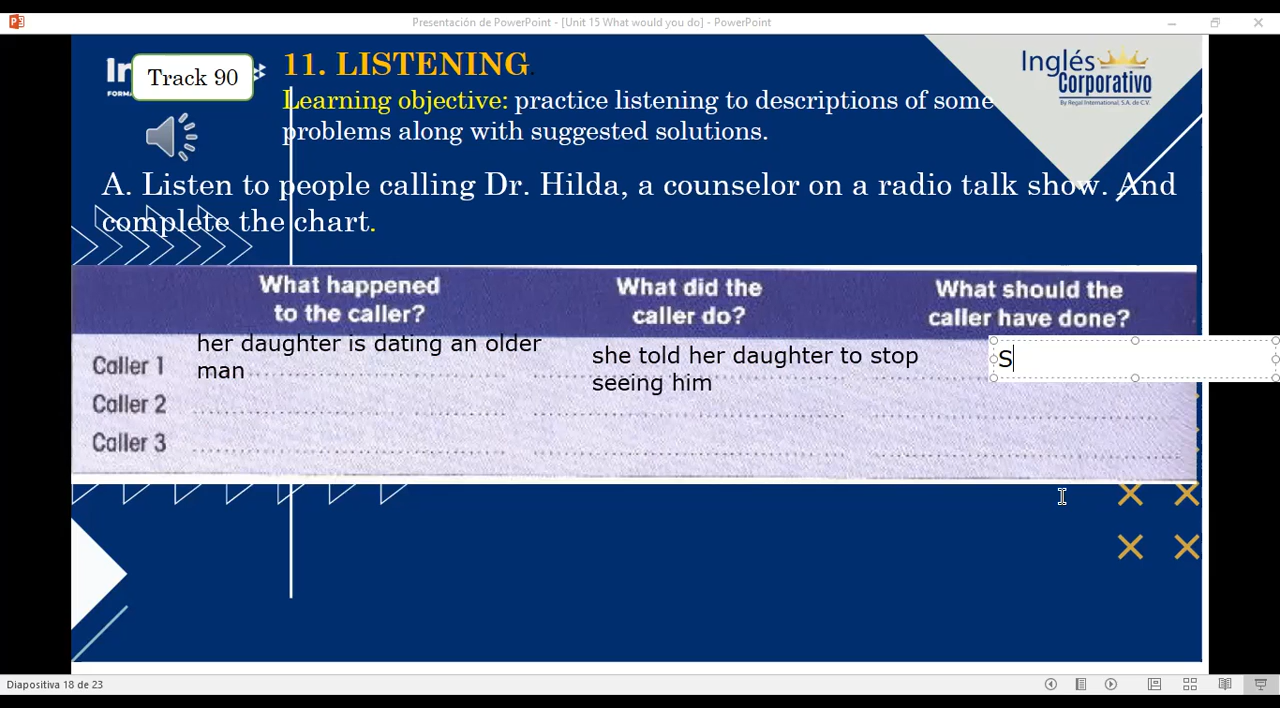 Presentación de PowerPoint - [Unit 15 What would you do] - PowerPoint
Track 90
11. LISTENING.
Inglés
Corporativo
By Regal International, S.A. de C.V.
Learning objective: practice listening to descriptions of some
problems along with suggested solutions.
A. Listen to people calling Dr. Hilda, a counselor on a radio talk show. And
complete the chart.
What happened
to the caller?
What did the
caller do?
What should the
caller have done?
Caller 1
her daughter is dating an older
man
she told her daughter to stop
seeing him
S
Caller 2
Caller 3
Diapositiva 18 de 23